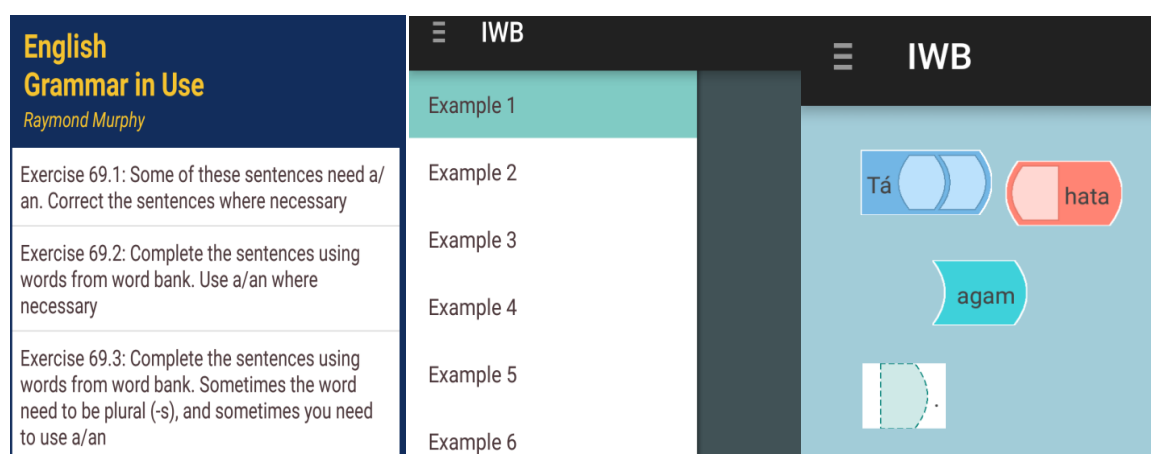 English
Grammar in Use
Raymond Murphy
Exercise 69.1: Some of these sentences need a/
an. Correct the sentences where necessary
Exercise 69.2: Complete the sentences using
words from word bank. Use a/an where
necessary
Exercise 69.3: Complete the sentences using
words from word bank. Sometimes the word
need to be plural (-s), and sometimes you need
to use a/an
IWB
Example 1
Example 2
Example 3
Example 4
Example 5
Example 6
IWB
Tá
hata
agam
.